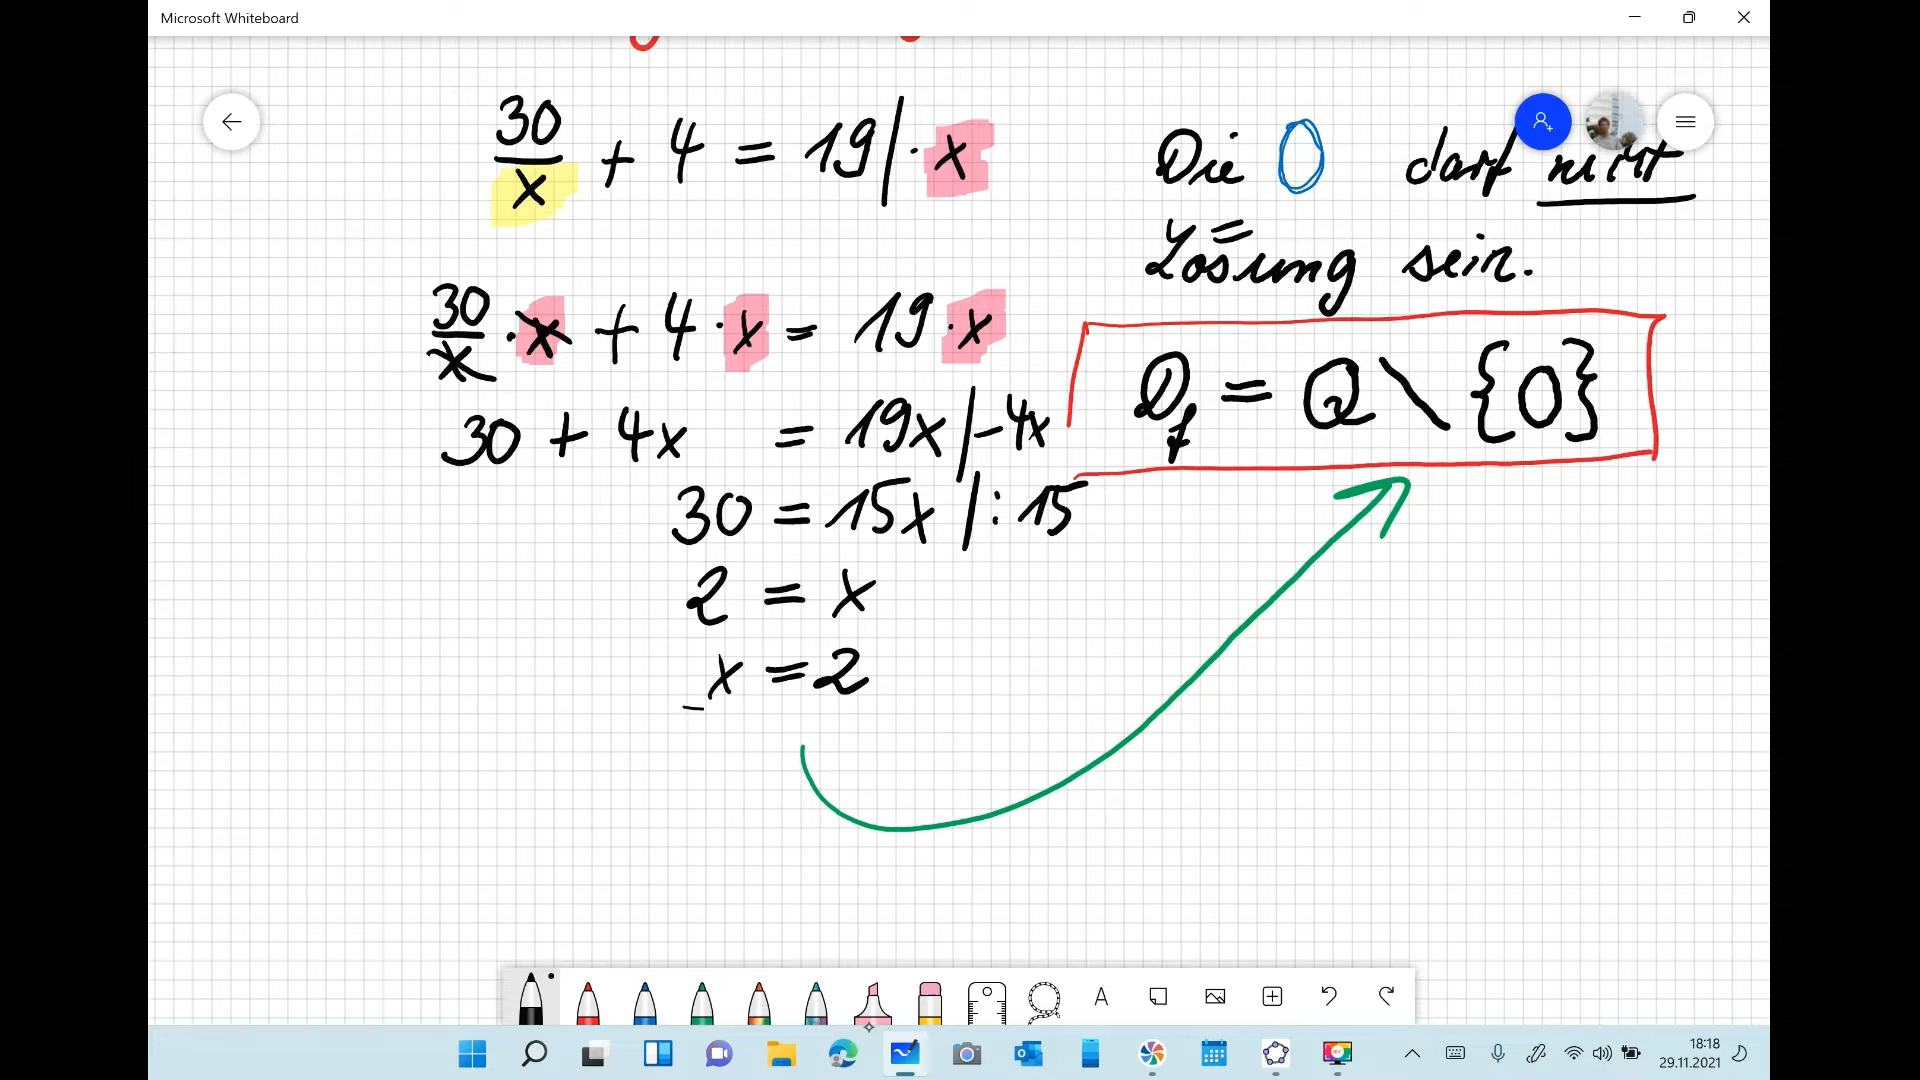 Microsoft Whiteboard
30/x + 4 = 19 | · x
Die 0 darf nicht
Lösung sein.
30/x · x + 4 · x = 19 · x
D_f = Q \ {0}
30 + 4x = 19x | -4x
30 = 15x | : 15
2 = x
x = 2
18:18
29.11.2021